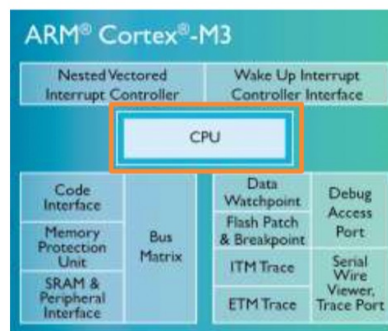 ARM® Cortex®-M3
Nested Vectored
Interrupt Controller
Wake Up Interrupt
Controller Interface
CPU
Code
Interface
Memory
Protection
Unit
SRAM &
Peripheral
Interface
Bus
Matrix
Data
Watchpoint
Flash Patch
& Breakpoint
ITM Trace
ETM Trace
Debug
Access
Port
Serial
Wire
Viewer,
Trace Port